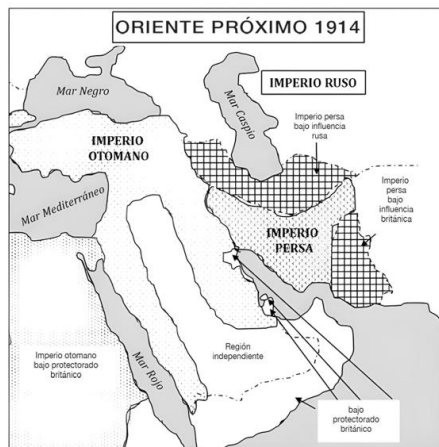 ORIENTE PRÓXIMO 1914
Mar Negro
IMPERIO RUSO
Mar Caspio
Imperio persa
bajo influencia
rusa
IMPERIO
OTOMANO
Imperio
persa
bajo
influencia
británica
Mar Mediterráneo
IMPERIO
PERSA
Imperio otomano
bajo protectorado
británico
Mar Rojo
Región
independiente
bajo
protectorado
británico